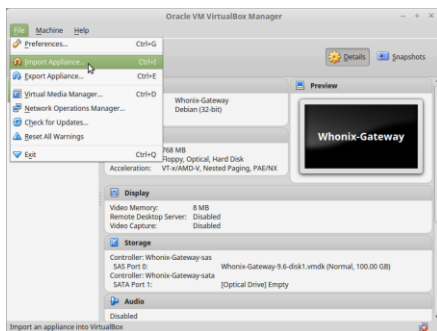 Oracle VM VirtualBox Manager
File Machine Help
Preferences... Ctrl+G
Import Appliance... Ctrl+I
Export Appliance... Ctrl+E
Virtual Media Manager... Ctrl+D
Network Operations Manager...
Check for Updates...
Reset All Warnings
Exit Ctrl+Q
Details Snapshots
Whonix-Gateway
Debian (32-bit)
768 MB
Floppy, Optical, Hard Disk
Acceleration: VT-x/AMD-V, Nested Paging, PAE/NX
Preview
Whonix-Gateway
Display
Video Memory: 8 MB
Remote Desktop Server: Disabled
Video Capture: Disabled
Storage
Controller: Whonix-Gateway-sas
SAS Port 0: Whonix-Gateway-9.6-disk1.vmdk (Normal, 100.00 GB)
Controller: Whonix-Gateway-sata
SATA Port 1: [Optical Drive] Empty
Audio
Disabled
Import an appliance into VirtualBox